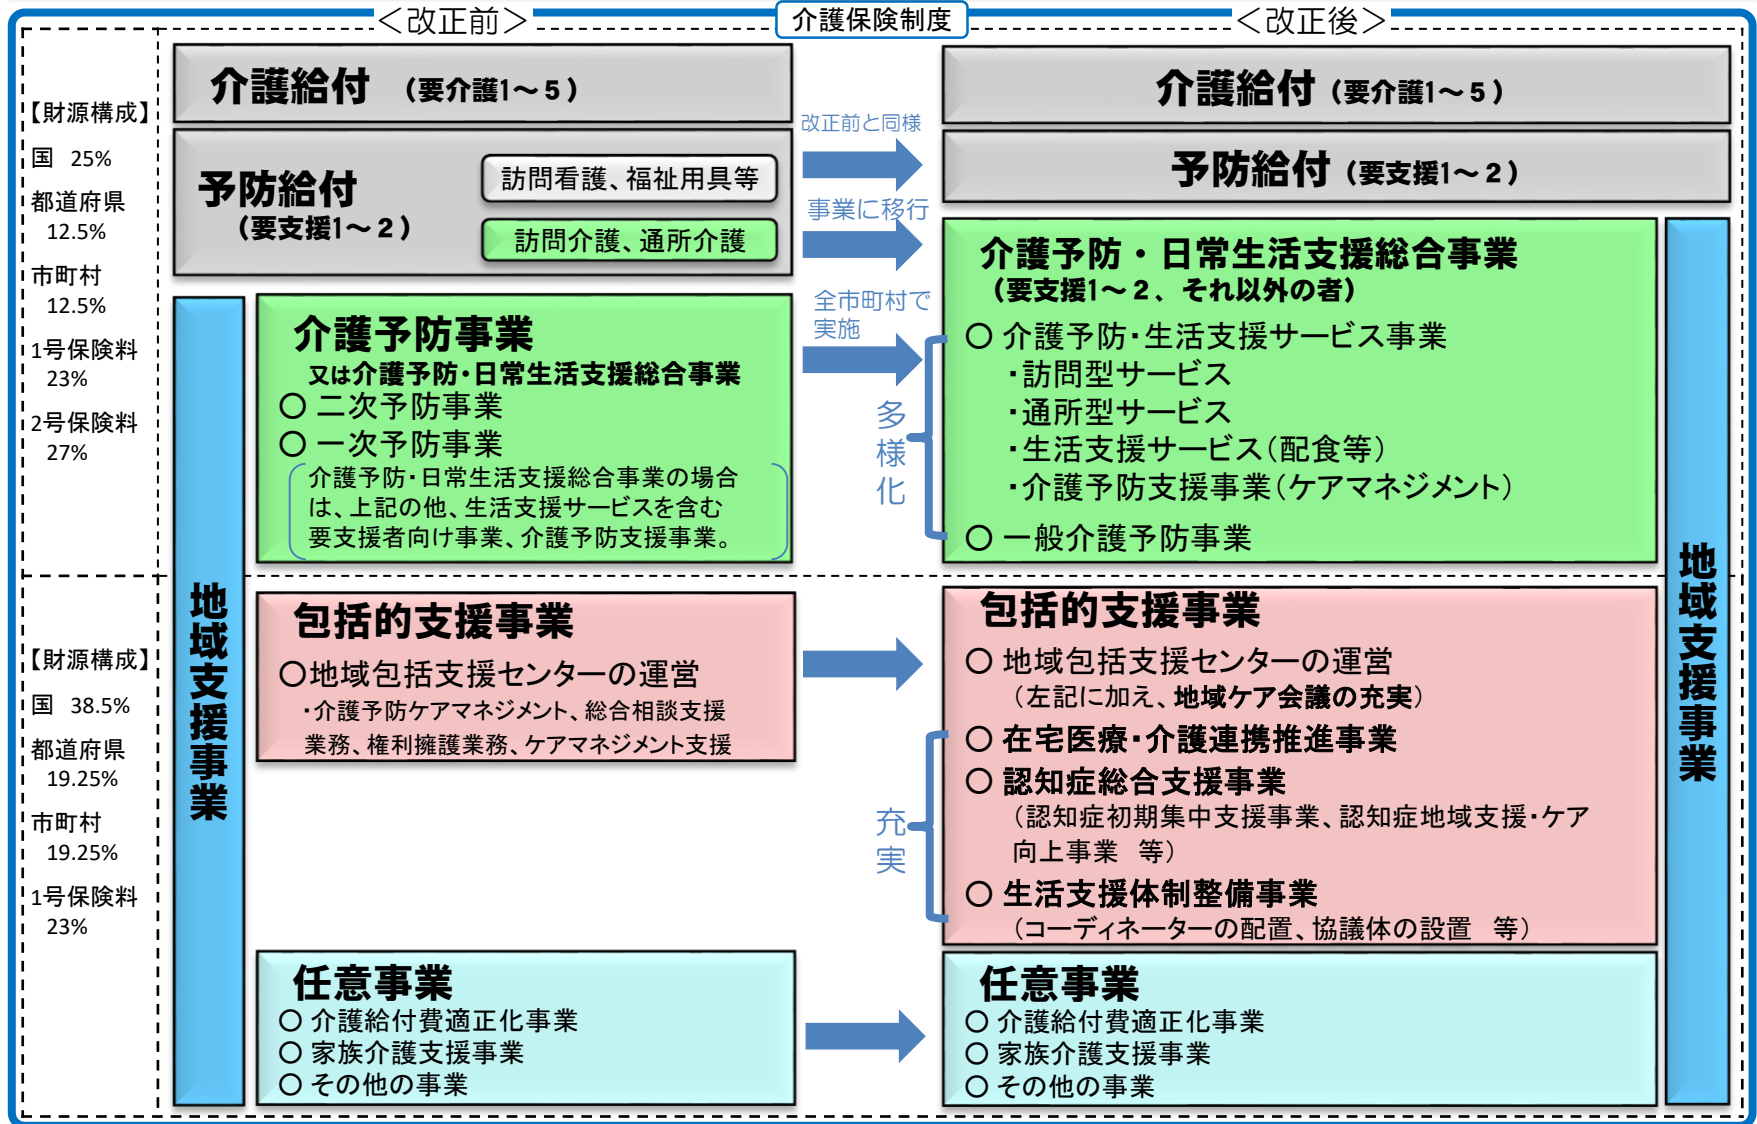 ＜改正前＞
介護保険制度
＜改正後＞
【財源構成】
国 25%
都道府県
12.5%
市町村
12.5%
1号保険料
23%
2号保険料
27%
【財源構成】
国 38.5%
都道府県
19.25%
市町村
19.25%
1号保険料
23%
介護給付 （要介護1～5）
予防給付
（要支援1～2）
訪問看護、福祉用具等
訪問介護、通所介護
地域支援事業
介護予防事業
又は介護予防・日常生活支援総合事業
○ 二次予防事業
○ 一次予防事業
介護予防・日常生活支援総合事業の場合
は、上記の他、生活支援サービスを含む
要支援者向け事業、介護予防支援事業。
包括的支援事業
○地域包括支援センターの運営
・介護予防ケアマネジメント、総合相談支援
業務、権利擁護業務、ケアマネジメント支援
任意事業
○ 介護給付費適正化事業
○ 家族介護支援事業
○ その他の事業
改正前と同様
事業に移行
全市町村で
実施
多様化
充実
介護給付（要介護1～5）
予防給付（要支援1～2）
介護予防・日常生活支援総合事業
（要支援1～2、それ以外の者）
○ 介護予防・生活支援サービス事業
・訪問型サービス
・通所型サービス
・生活支援サービス（配食等）
・介護予防支援事業（ケアマネジメント）
○ 一般介護予防事業
包括的支援事業
○ 地域包括支援センターの運営
（左記に加え、地域ケア会議の充実）
○ 在宅医療・介護連携推進事業
○ 認知症総合支援事業
（認知症初期集中支援事業、認知症地域支援・ケア
向上事業 等）
○ 生活支援体制整備事業
（コーディネーターの配置、協議体の設置 等）
任意事業
○ 介護給付費適正化事業
○ 家族介護支援事業
○ その他の事業
地域支援事業